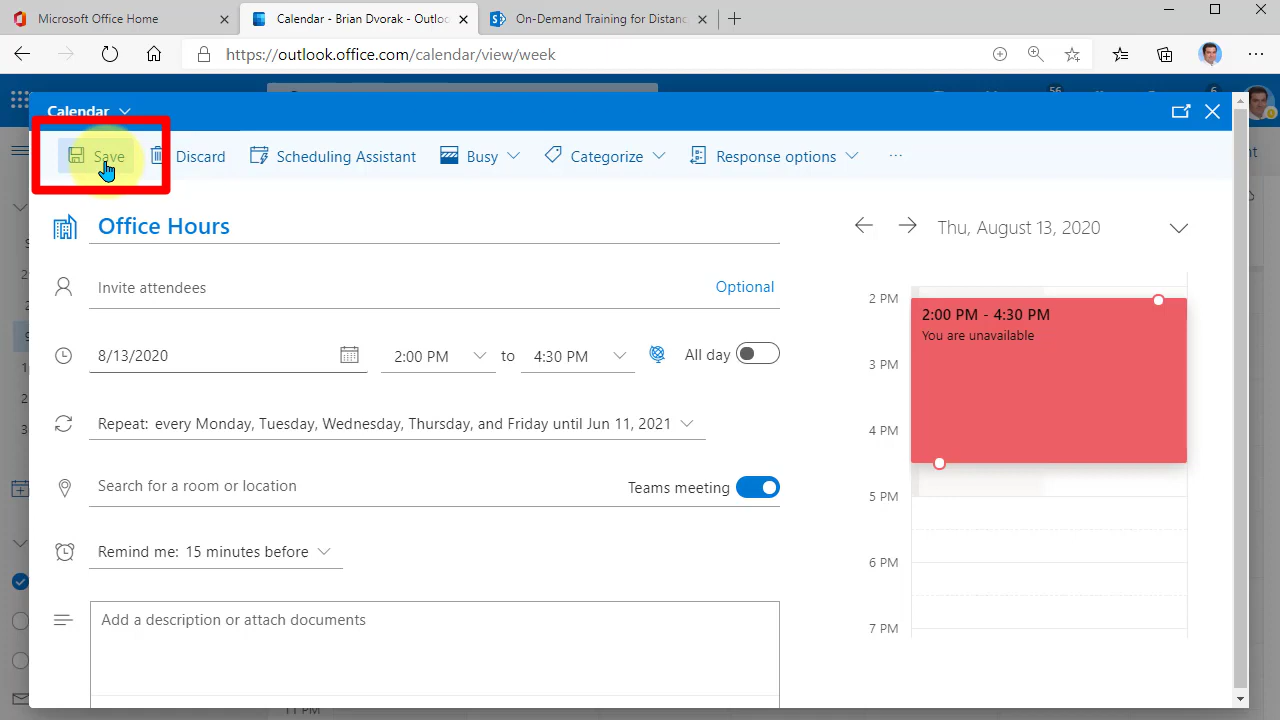 Microsoft Office Home
Calendar - Brian Dvorak - Outlo
On-Demand Training for Distanc
https://outlook.office.com/calendar/view/week
56
6
Calendar
Save
Discard
Scheduling Assistant
Busy
Categorize
Response options
Office Hours
Thu, August 13, 2020
Invite attendees
Optional
8/13/2020
2:00 PM
to
4:30 PM
All day
Repeat: every Monday, Tuesday, Wednesday, Thursday, and Friday until Jun 11, 2021
Search for a room or location
Teams meeting
Remind me: 15 minutes before
Add a description or attach documents
2 PM
2:00 PM - 4:30 PM
You are unavailable
3 PM
4 PM
5 PM
6 PM
7 PM
11 PM